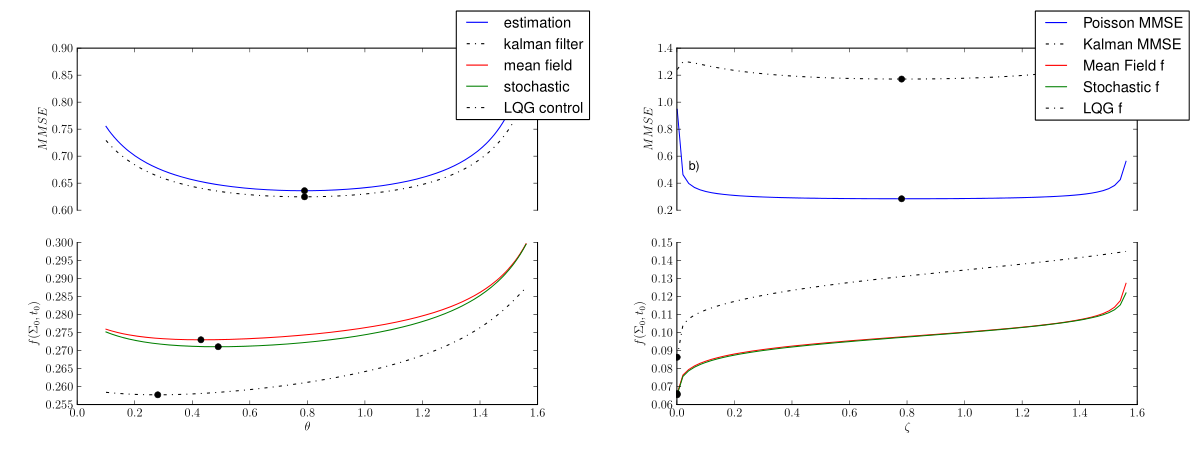 estimation
kalman filter
mean field
stochastic
LQG control
0.90
0.85
0.80
0.75
0.70
0.65
0.60
MMSE
0.300
0.295
0.290
0.285
0.280
0.275
0.270
0.265
0.260
0.255
f(Σ₀, t₀)
0.0 0.2 0.4 0.6 0.8 1.0 1.2 1.4 1.6
θ
Poisson MMSE
Kalman MMSE
Mean Field f
Stochastic f
LQG f
1.4
1.2
1.0
0.8
0.6
0.4
0.2
MMSE
b)
0.15
0.14
0.13
0.12
0.11
0.10
0.09
0.08
0.07
0.06
f(Σ₀, t₀)
0.0 0.2 0.4 0.6 0.8 1.0 1.2 1.4 1.6
ζ